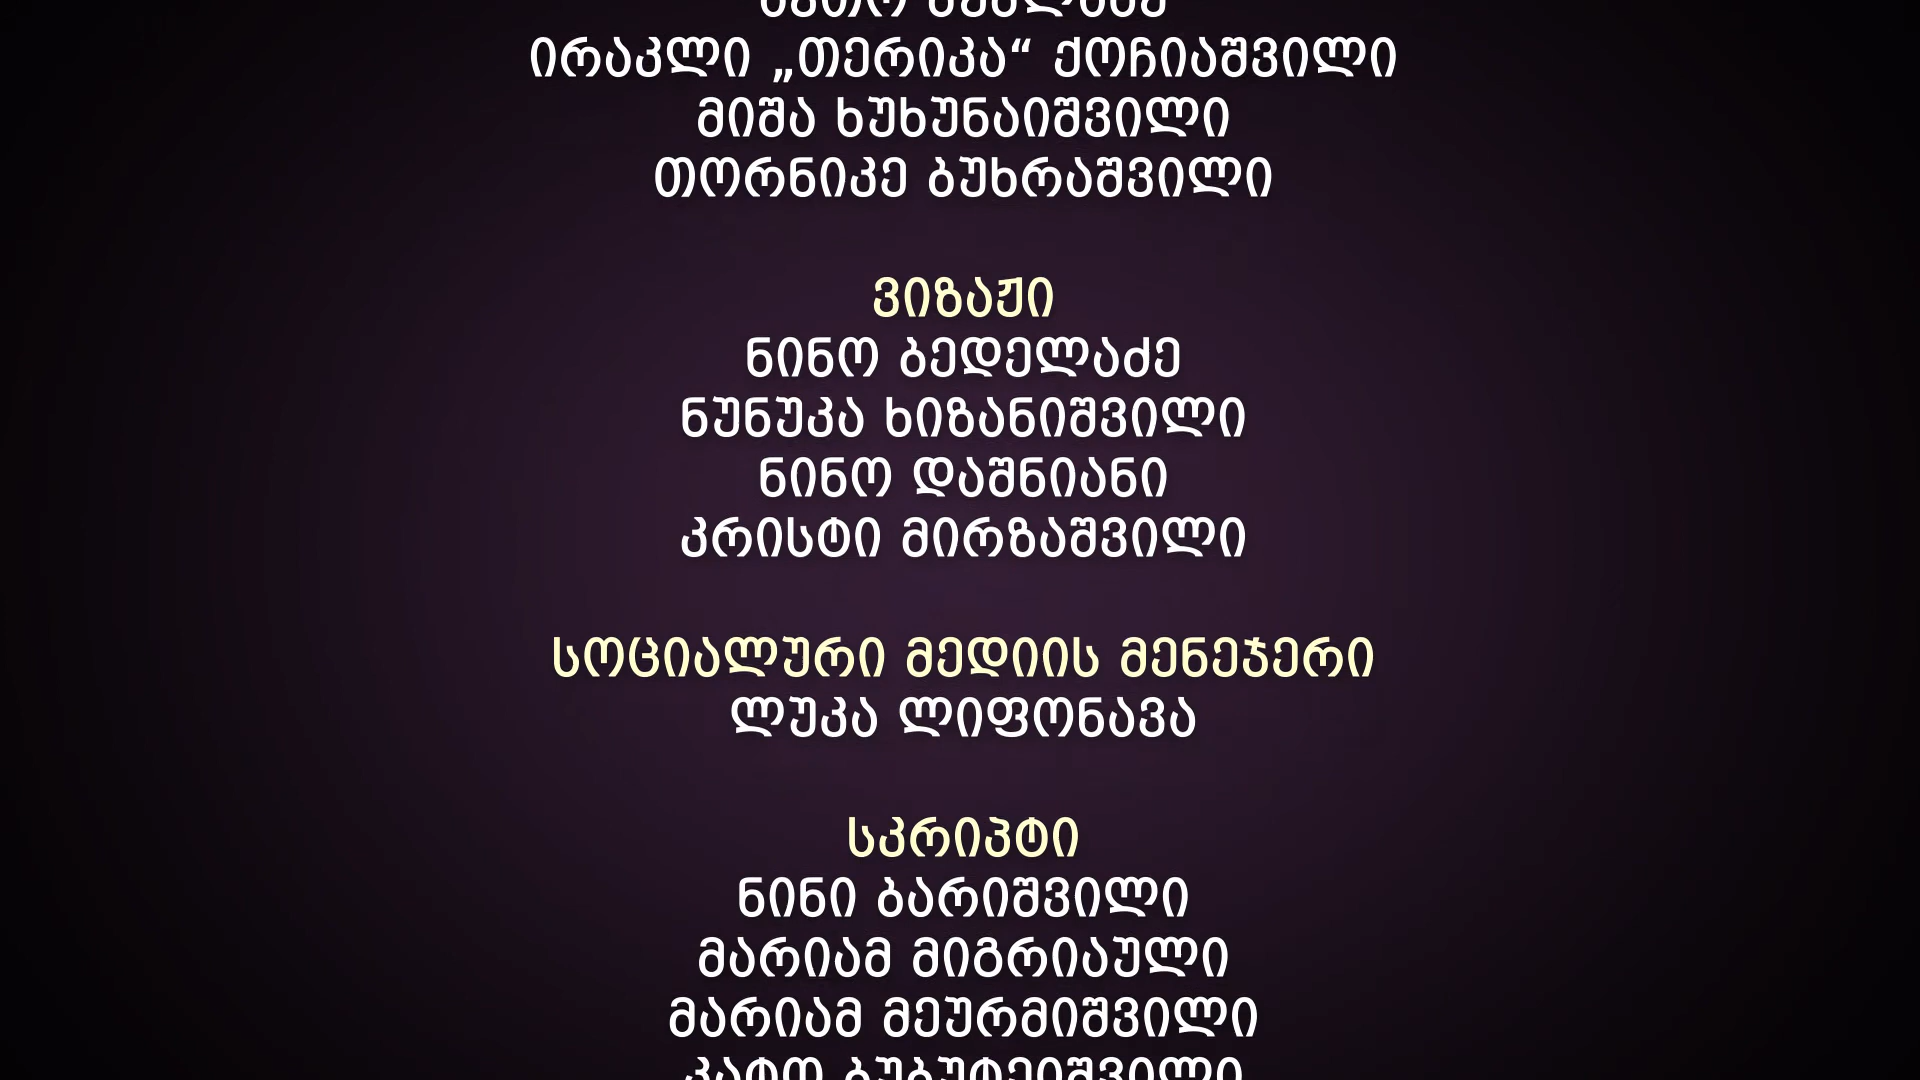 ირაკლი „თერიკა“ ქოჩიაშვილი
მიშა ხუხუნაიშვილი
თორნიკე ბუხრაშვილი
ვიზაჟი
ნინო ბედელაძე
ნუნუკა ხიზანიშვილი
ნინო დაშნიანი
კრისტი მირზაშვილი
სოციალური მედიის მენეჯერი
ლუკა ლიფონავა
სკრიპტი
ნინი ბარიშვილი
მარიამ მიგრიაული
მარიამ მეურმიშვილი